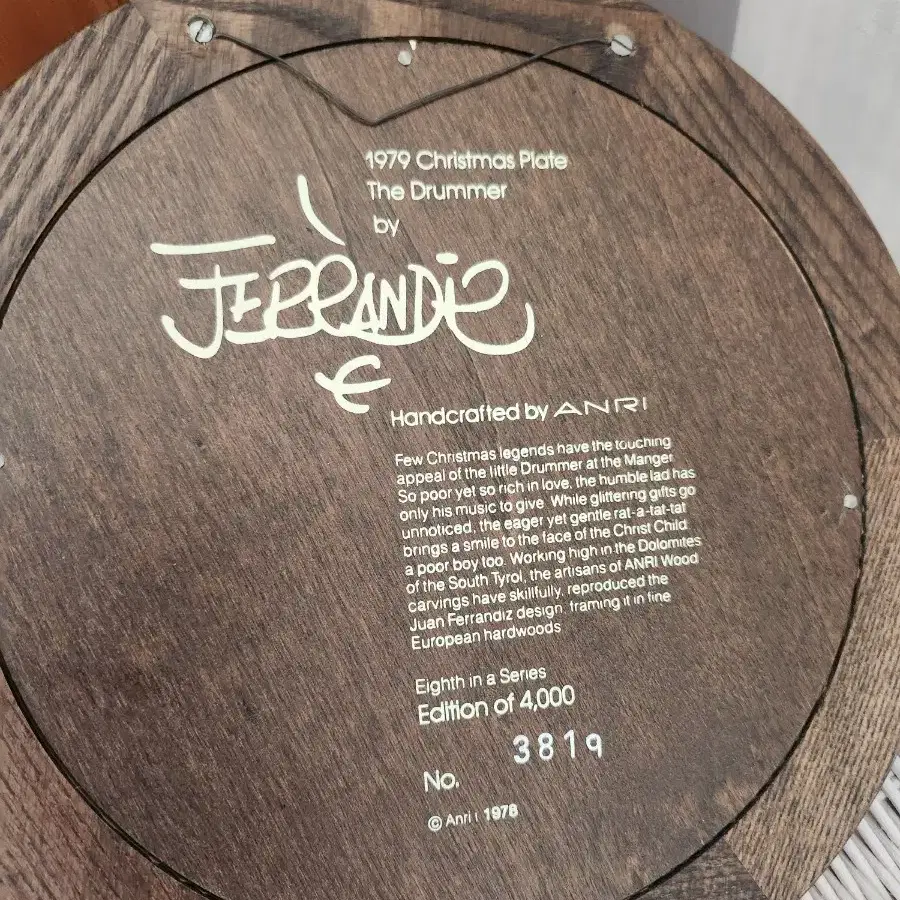 1979 Christmas Plate
The Drummer
by
FERRANDIZ
Handcrafted by ANRI
Few Christmas legends have the touching
appeal of the little Drummer at the Manger
So poor yet so rich in love, the humble lad has
only his music to give. While glittering gifts go
unnoticed, the eager yet gentle rat-a-tat-tat
brings a smile to the face of the Christ Child
a poor boy too. Working high in the Dolomites
of the South Tyrol, the artisans of ANRI Wood
carvings have skillfully, reproduced the
Juan Ferrandiz design, framing it in fine
European hardwoods
Eighth in a Series
Edition of 4,000
No. 3819
© Anri 1978